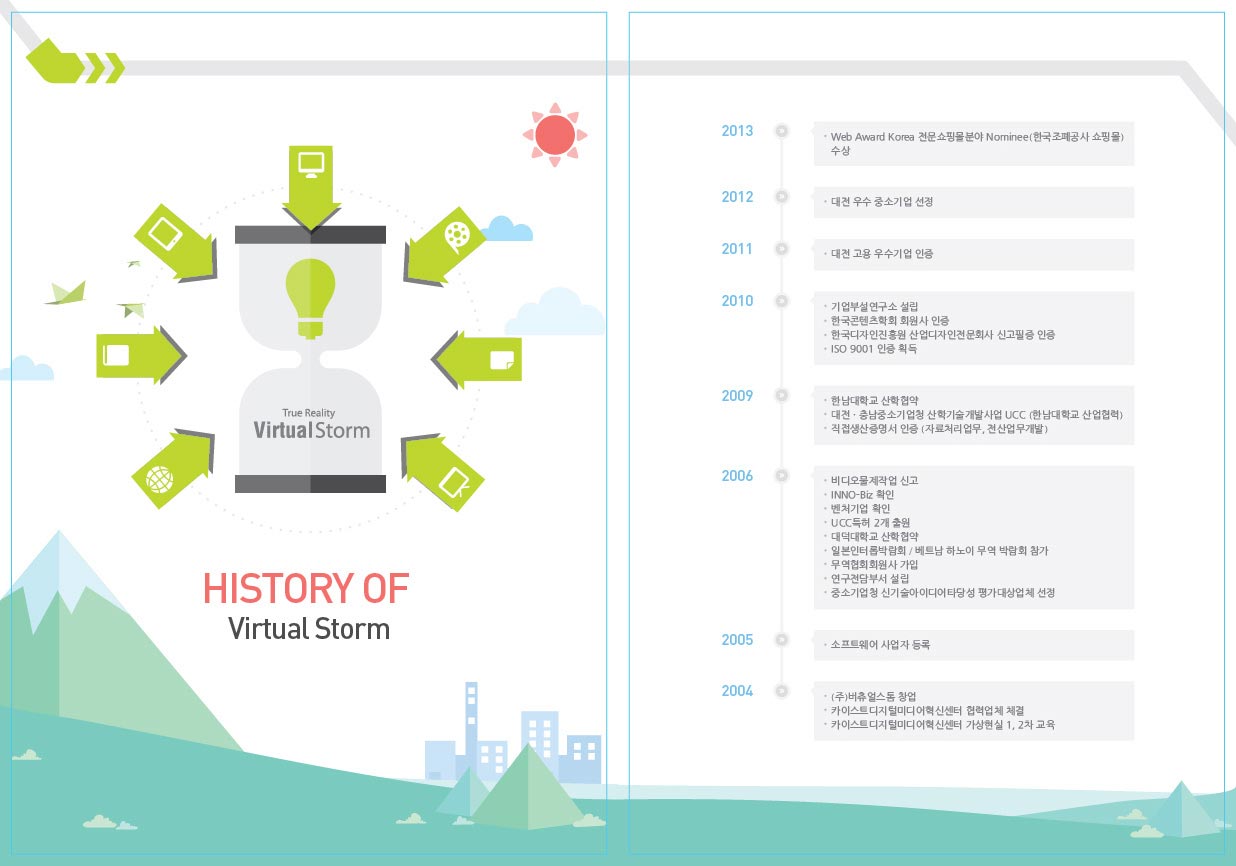 True Reality
VirtualStorm
HISTORY OF
Virtual Storm
2013
· Web Award Korea 전문쇼핑몰분야 Nominee(한국조폐공사 쇼핑몰)
수상
2012
· 대전 우수 중소기업 선정
2011
· 대전 고용 우수기업 인증
2010
· 기업부설연구소 설립
· 한국콘텐츠학회 회원사 인증
· 한국디자인진흥원 산업디자인전문회사 신고필증 인증
· ISO 9001 인증 획득
2009
· 한남대학교 산학협약
· 대전 · 충남중소기업청 산학기술개발사업 UCC (한남대학교 산업협력)
· 직접생산증명서 인증 (자료처리업무, 전산업무개발)
2006
· 비디오물제작업 신고
· INNO-Biz 확인
· 벤처기업 확인
· UCC특허 2개 출원
· 대덕대학교 산학협약
· 일본인터롭박람회 / 베트남 하노이 무역 박람회 참가
· 무역협회회원사 가입
· 연구전담부서 설립
· 중소기업청 신기술아이디어타당성 평가대상업체 선정
2005
· 소프트웨어 사업자 등록
2004
· (주)버츄얼스톰 창업
· 카이스트디지털미디어혁신센터 협력업체 체결
· 카이스트디지털미디어혁신센터 가상현실 1, 2차 교육